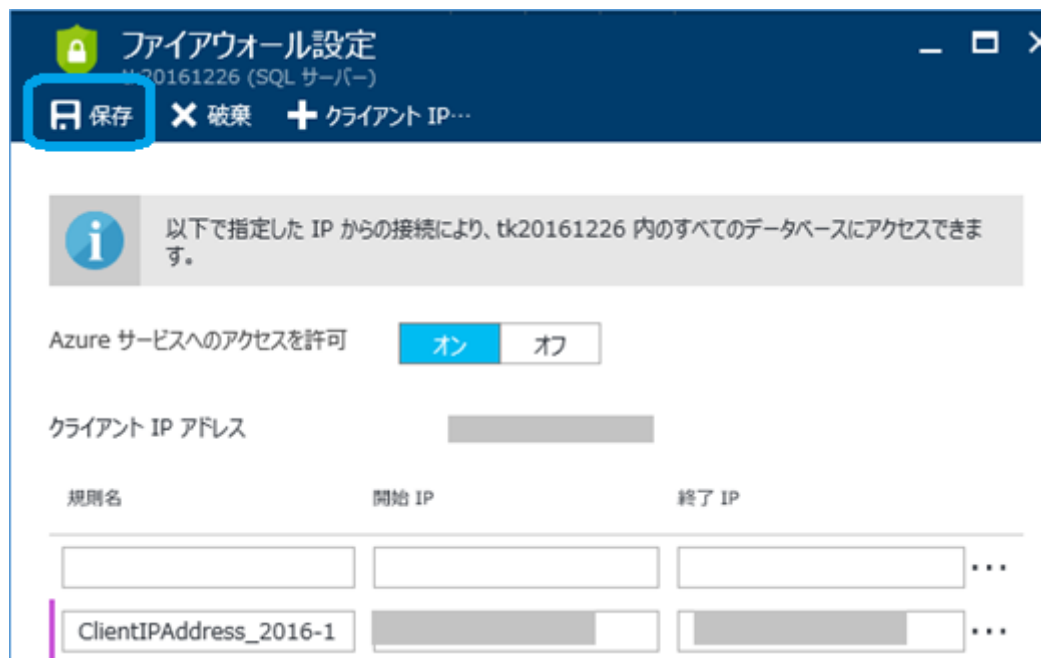 ファイアウォール設定
tk20161226 (SQL サーバー)
保存 破棄 クライアント IP…
以下で指定した IP からの接続により、tk20161226 内のすべてのデータベースにアクセスできま
す。
Azure サービスへのアクセスを許可 オン オフ
クライアント IP アドレス
規則名 開始 IP 終了 IP
ClientIPAddress_2016-1